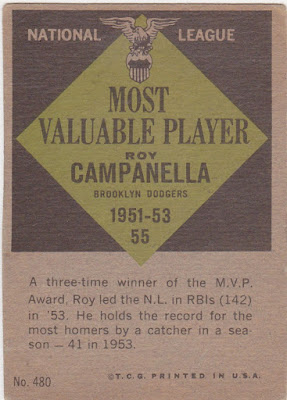 NATIONAL LEAGUE
MOST
VALUABLE PLAYER
ROY
CAMPANELLA
BROOKLYN DODGERS
1951-53
55
A three-time winner of the M.V.P.
Award, Roy led the N.L. in RBIs (142)
in '53. He holds the record for the
most homers by a catcher in a sea-
son — 41 in 1953.
No. 480 ©T.C.G. PRINTED IN U.S.A.